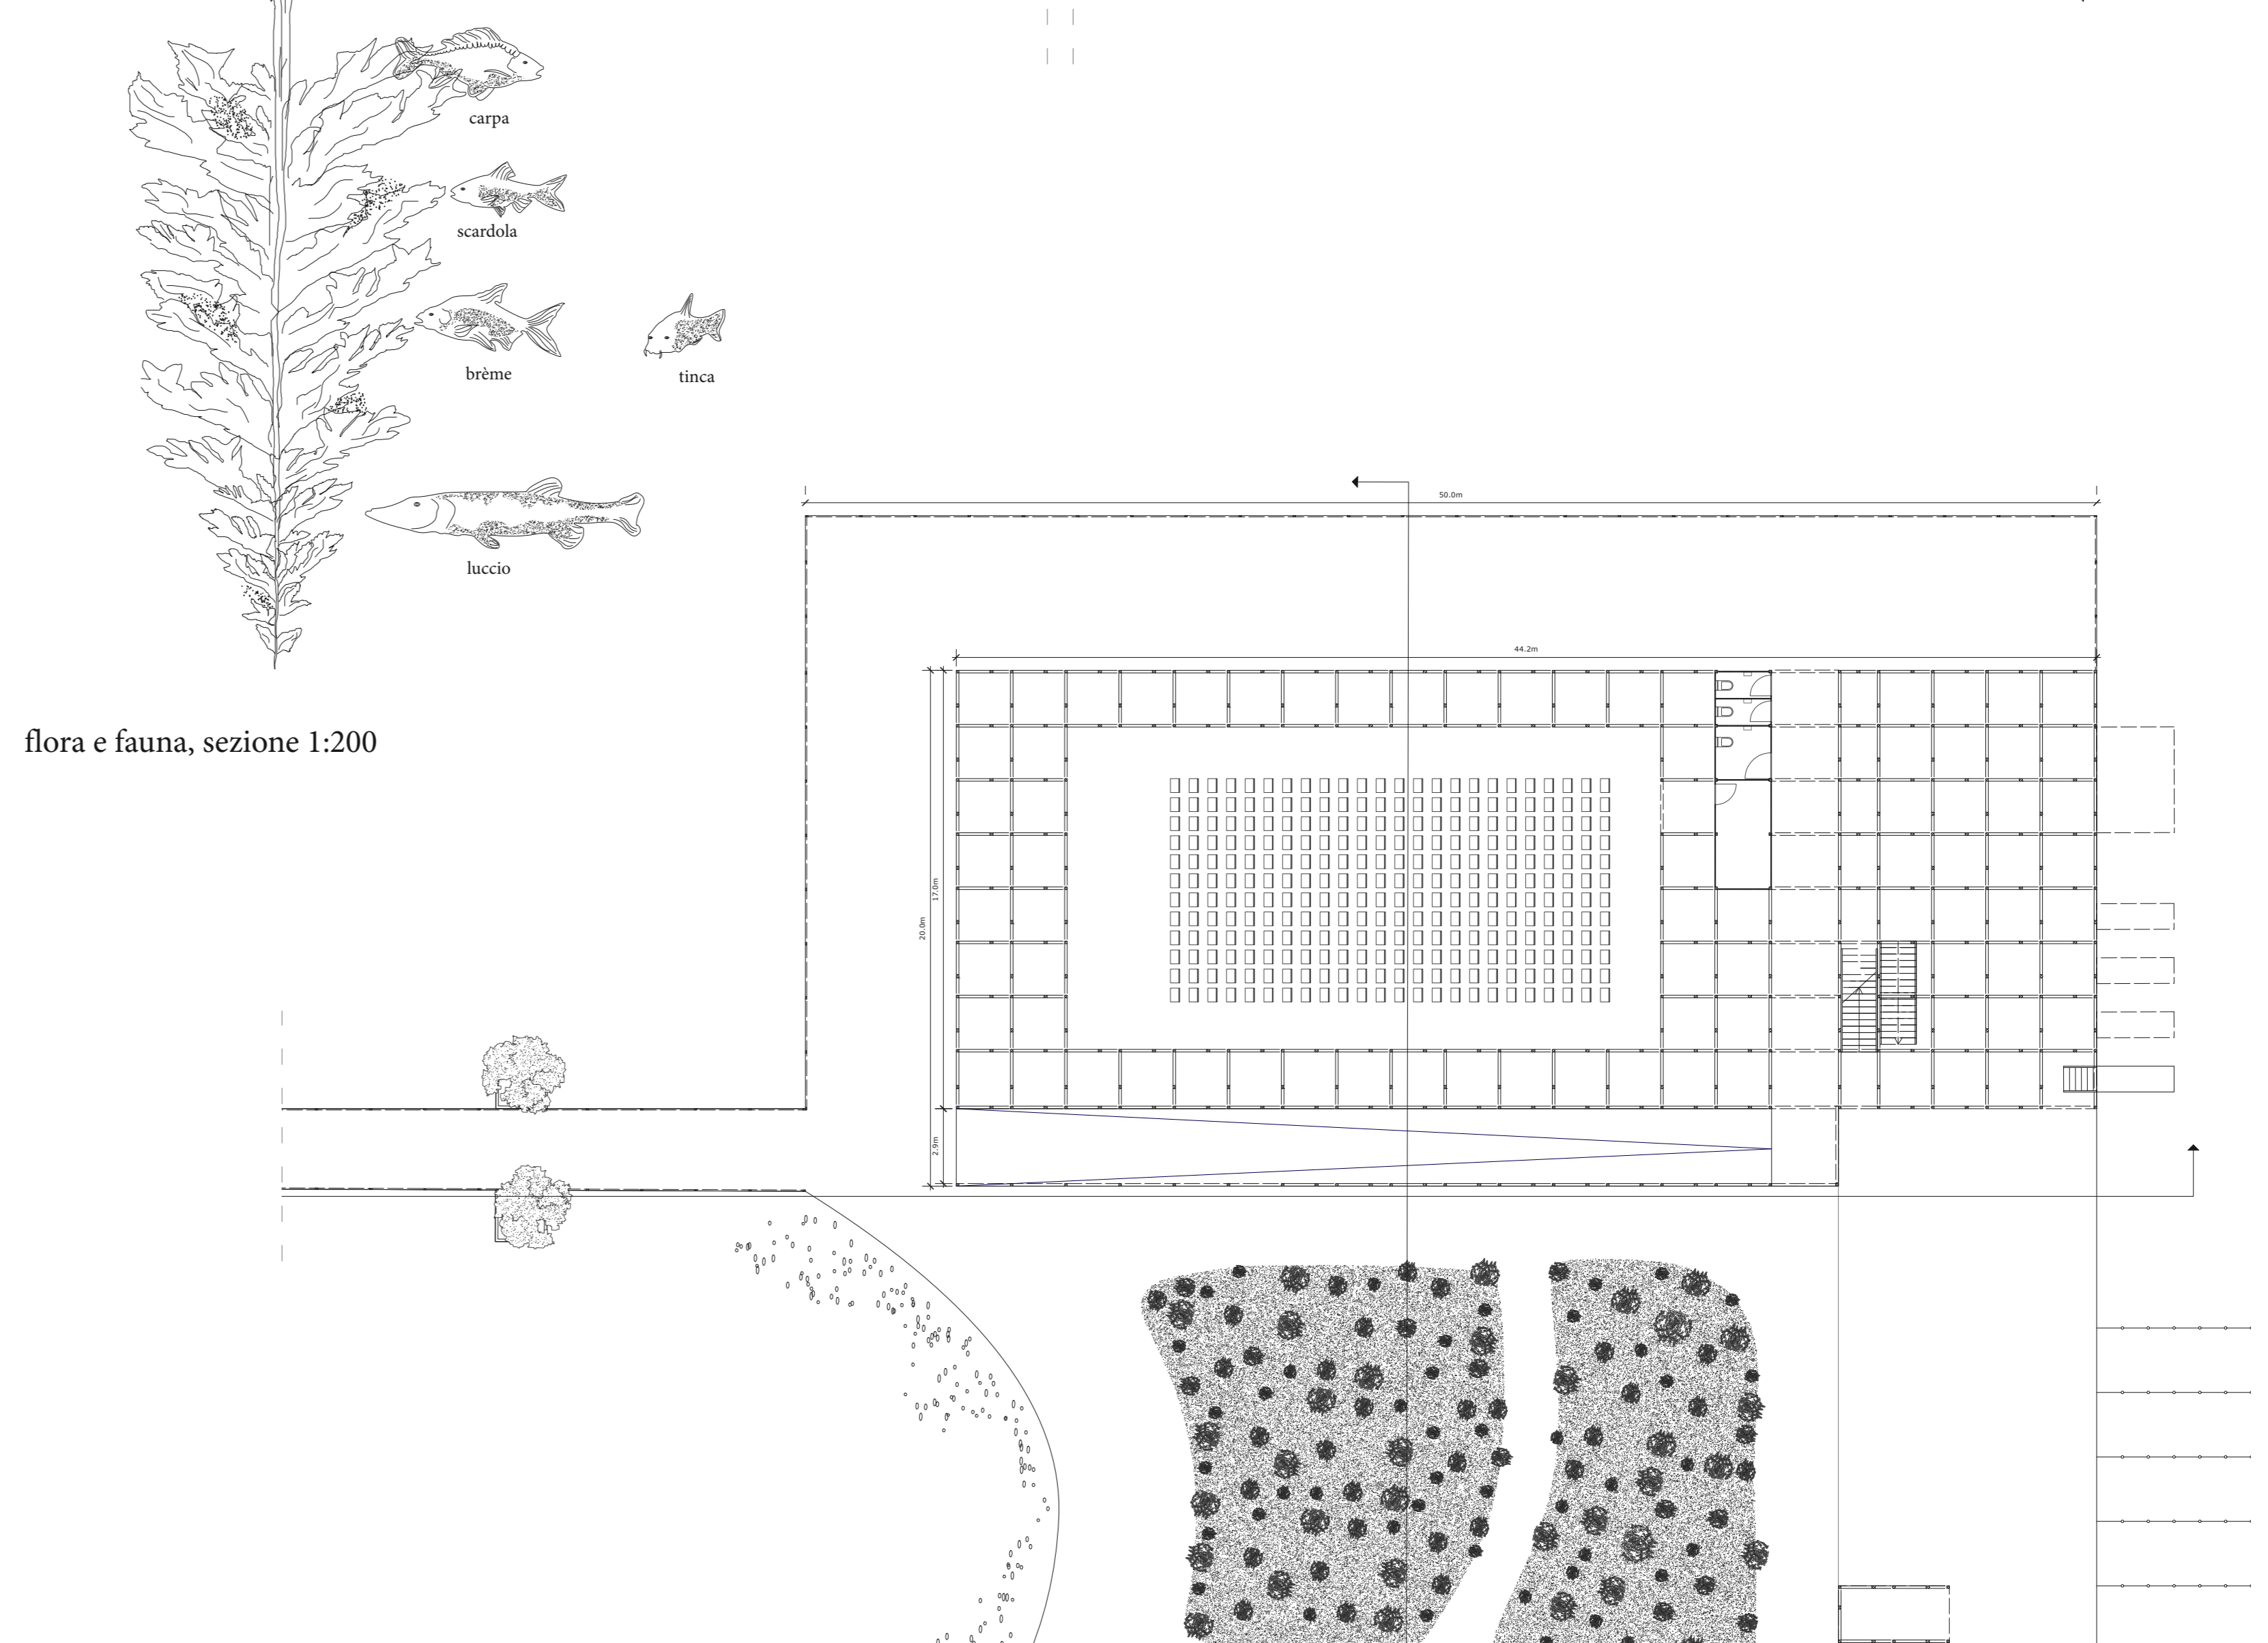 carpa
scardola
brème
tinca
luccio
flora e fauna, sezione 1:200
50.0m
44.2m
17.0m
20.0m
2.9m